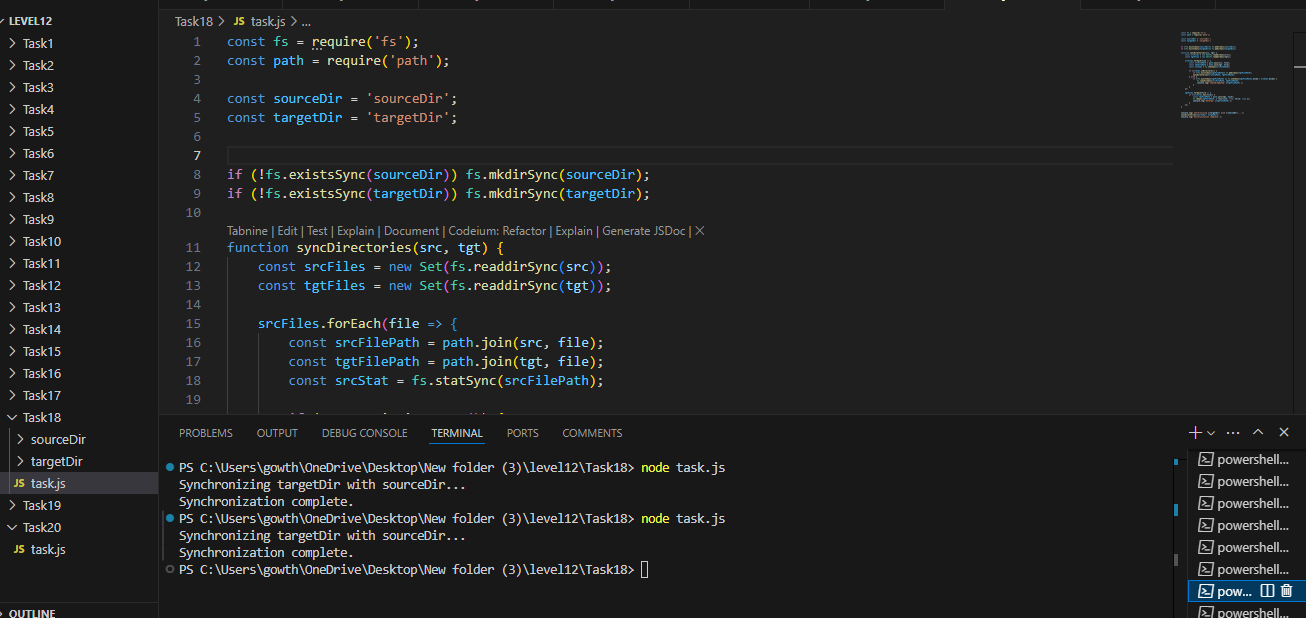 LEVEL12
Task1
Task2
Task3
Task4
Task5
Task6
Task7
Task8
Task9
Task10
Task11
Task12
Task13
Task14
Task15
Task16
Task17
Task18
sourceDir
targetDir
JS task.js
Task19
Task20
JS task.js
OUTLINE
Task18 > JS task.js > ...
1 const fs = require('fs');
2 const path = require('path');
3
4 const sourceDir = 'sourceDir';
5 const targetDir = 'targetDir';
6
7
8 if (!fs.existsSync(sourceDir)) fs.mkdirSync(sourceDir);
9 if (!fs.existsSync(targetDir)) fs.mkdirSync(targetDir);
10
Tabnine | Edit | Test | Explain | Document | Codeium: Refactor | Explain | Generate JSDoc | X
11 function syncDirectories(src, tgt) {
12 const srcFiles = new Set(fs.readdirSync(src));
13 const tgtFiles = new Set(fs.readdirSync(tgt));
14
15 srcFiles.forEach(file => {
16 const srcFilePath = path.join(src, file);
17 const tgtFilePath = path.join(tgt, file);
18 const srcStat = fs.statSync(srcFilePath);
19
PROBLEMS OUTPUT DEBUG CONSOLE TERMINAL PORTS COMMENTS
PS C:\Users\gowth\OneDrive\Desktop\New folder (3)\level12\Task18> node task.js
Synchronizing targetDir with sourceDir...
Synchronization complete.
PS C:\Users\gowth\OneDrive\Desktop\New folder (3)\level12\Task18> node task.js
Synchronizing targetDir with sourceDir...
Synchronization complete.
PS C:\Users\gowth\OneDrive\Desktop\New folder (3)\level12\Task18>
powershell...
powershell...
powershell...
powershell...
powershell...
powershell...
pow...
powershell...